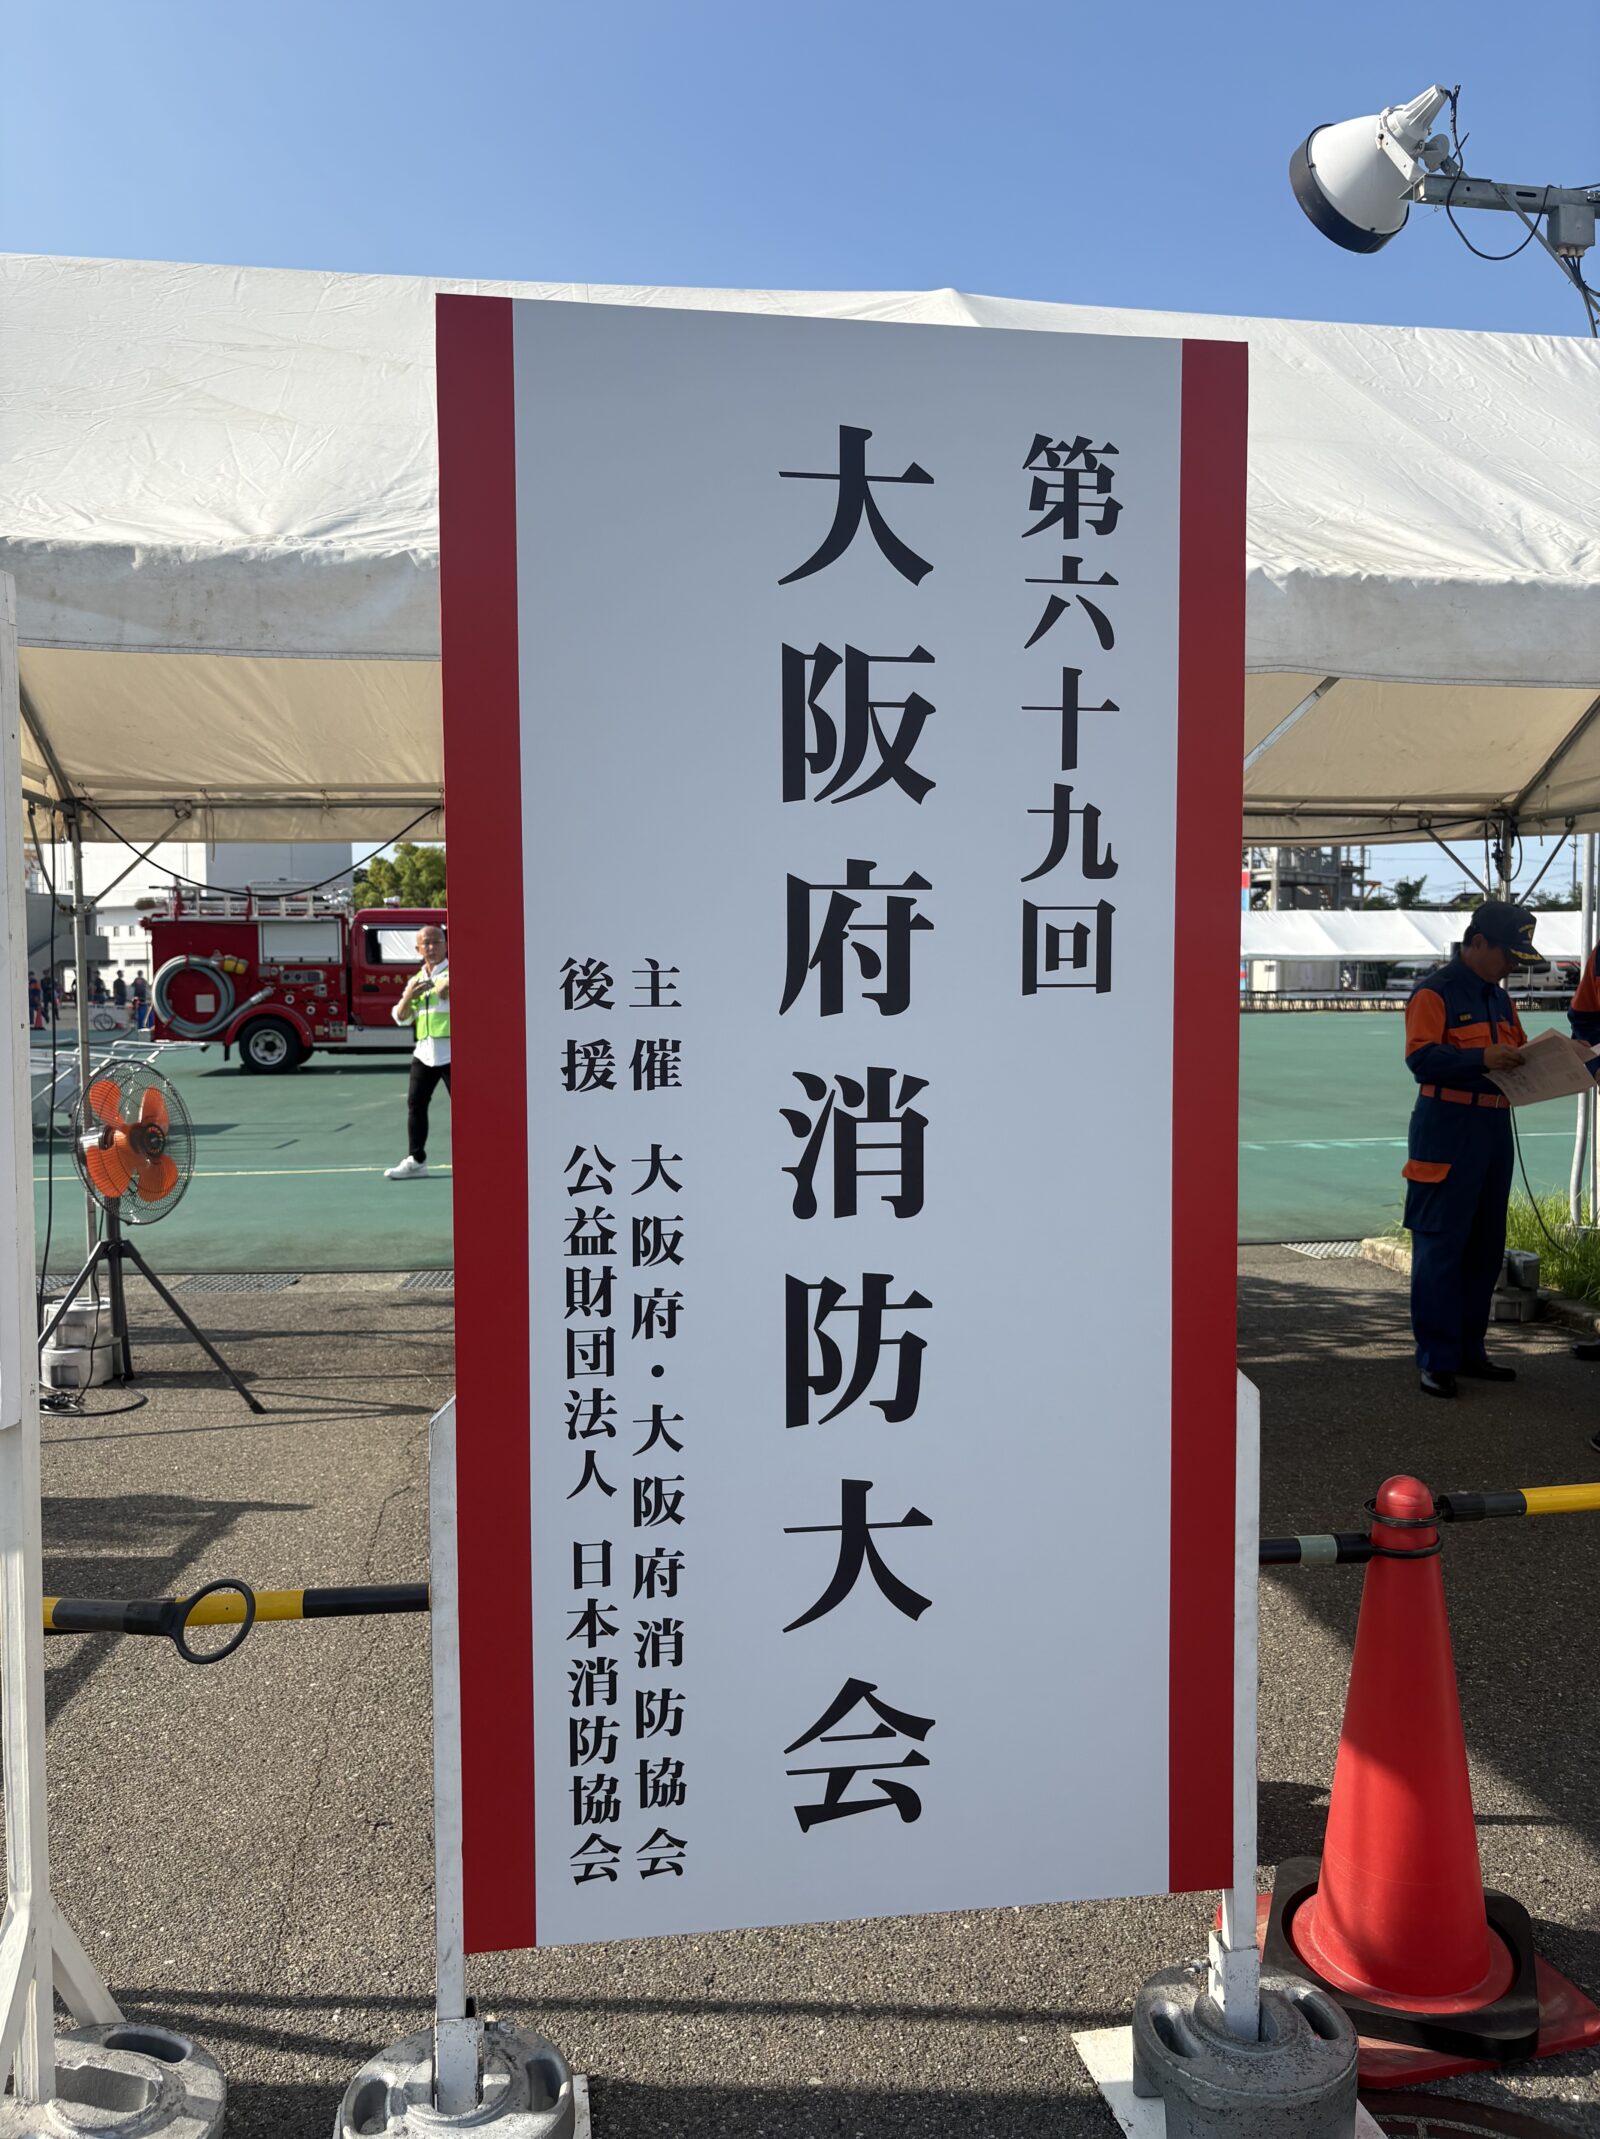 第六十九回
大阪府消防大会
主催 大阪府・大阪府消防協会
後援 公益財団法人 日本消防協会